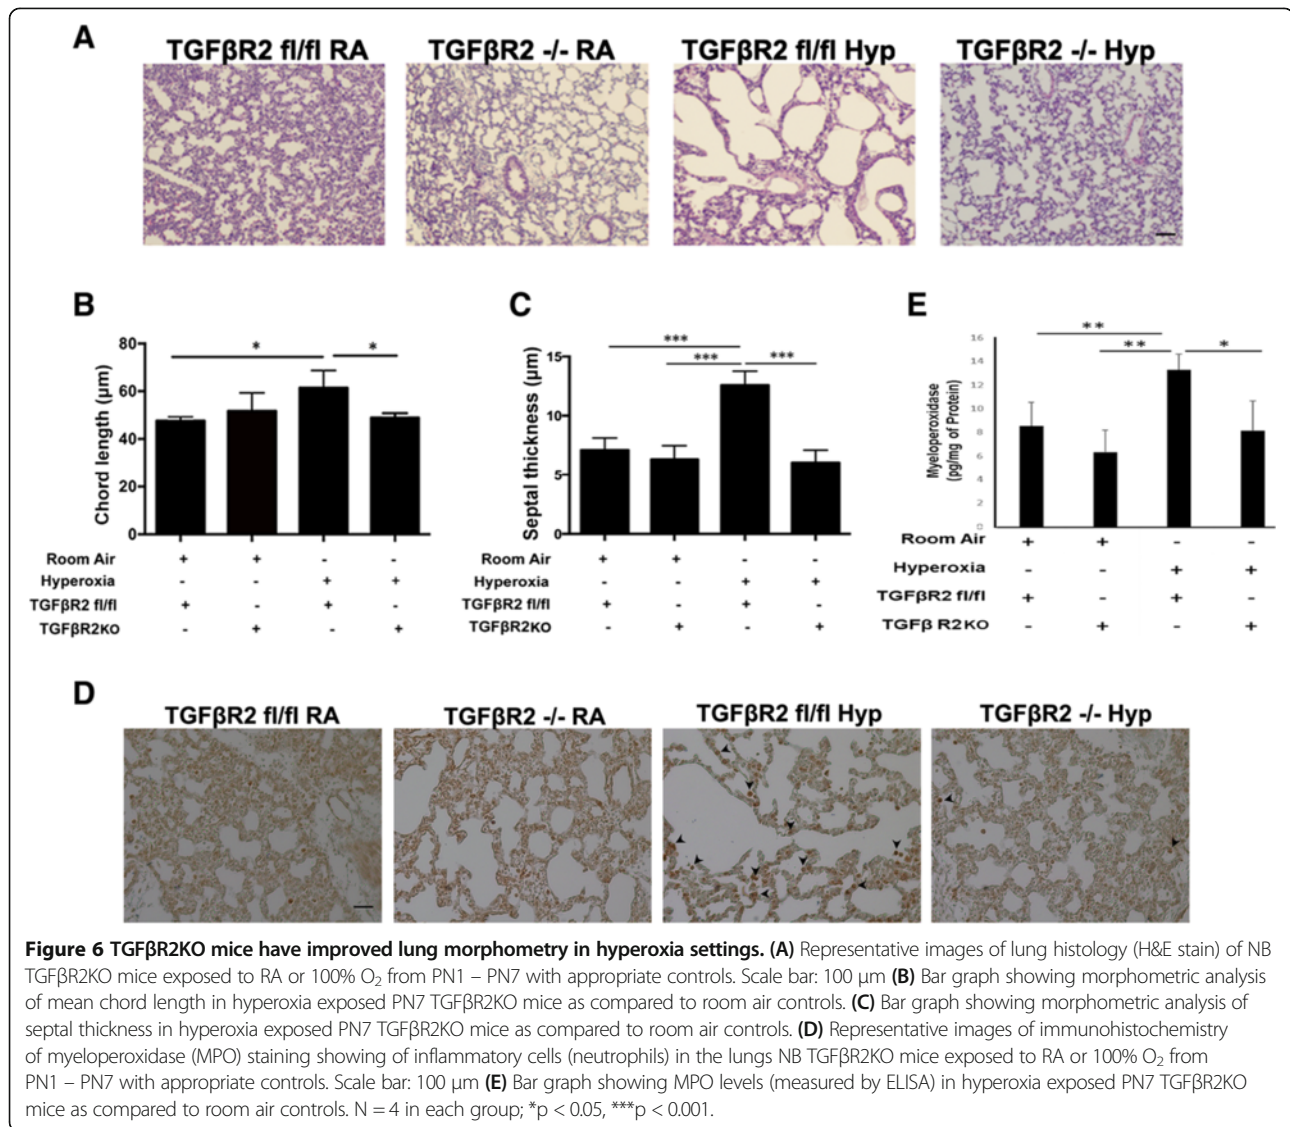 A
TGFβR2 fl/fl RA TGFβR2 -/- RA TGFβR2 fl/fl Hyp TGFβR2 -/- Hyp
B
Chord length (µm)
80
60
40
20
0
* *
Room Air + + - -
Hyperoxia - - + +
TGFβR2 fl/fl + - + -
TGFβR2KO - + - +
C
Septal thickness (µm)
15
10
5
0
***
*** ***
Room Air + + - -
Hyperoxia - - + +
TGFβR2 fl/fl + - + -
TGFβR2KO - + - +
E
Myeloperoxidase
(pg/mg of Protein)
16
14
12
10
8
6
4
2
0
**
** *
Room Air + + - -
Hyperoxia - - + +
TGFβR2 fl/fl + - + -
TGFβ R2KO - + - +
D
TGFβR2 fl/fl RA TGFβR2 -/- RA TGFβR2 fl/fl Hyp TGFβR2 -/- Hyp
Figure 6 TGFβR2KO mice have improved lung morphometry in hyperoxia settings. (A) Representative images of lung histology (H&E stain) of NB
TGFβR2KO mice exposed to RA or 100% O₂ from PN1 – PN7 with appropriate controls. Scale bar: 100 µm (B) Bar graph showing morphometric analysis
of mean chord length in hyperoxia exposed PN7 TGFβR2KO mice as compared to room air controls. (C) Bar graph showing morphometric analysis of
septal thickness in hyperoxia exposed PN7 TGFβR2KO mice as compared to room air controls. (D) Representative images of immunohistochemistry
of myeloperoxidase (MPO) staining showing of inflammatory cells (neutrophils) in the lungs NB TGFβR2KO mice exposed to RA or 100% O₂ from
PN1 – PN7 with appropriate controls. Scale bar: 100 µm (E) Bar graph showing MPO levels (measured by ELISA) in hyperoxia exposed PN7 TGFβR2KO
mice as compared to room air controls. N = 4 in each group; *p < 0.05, ***p < 0.001.